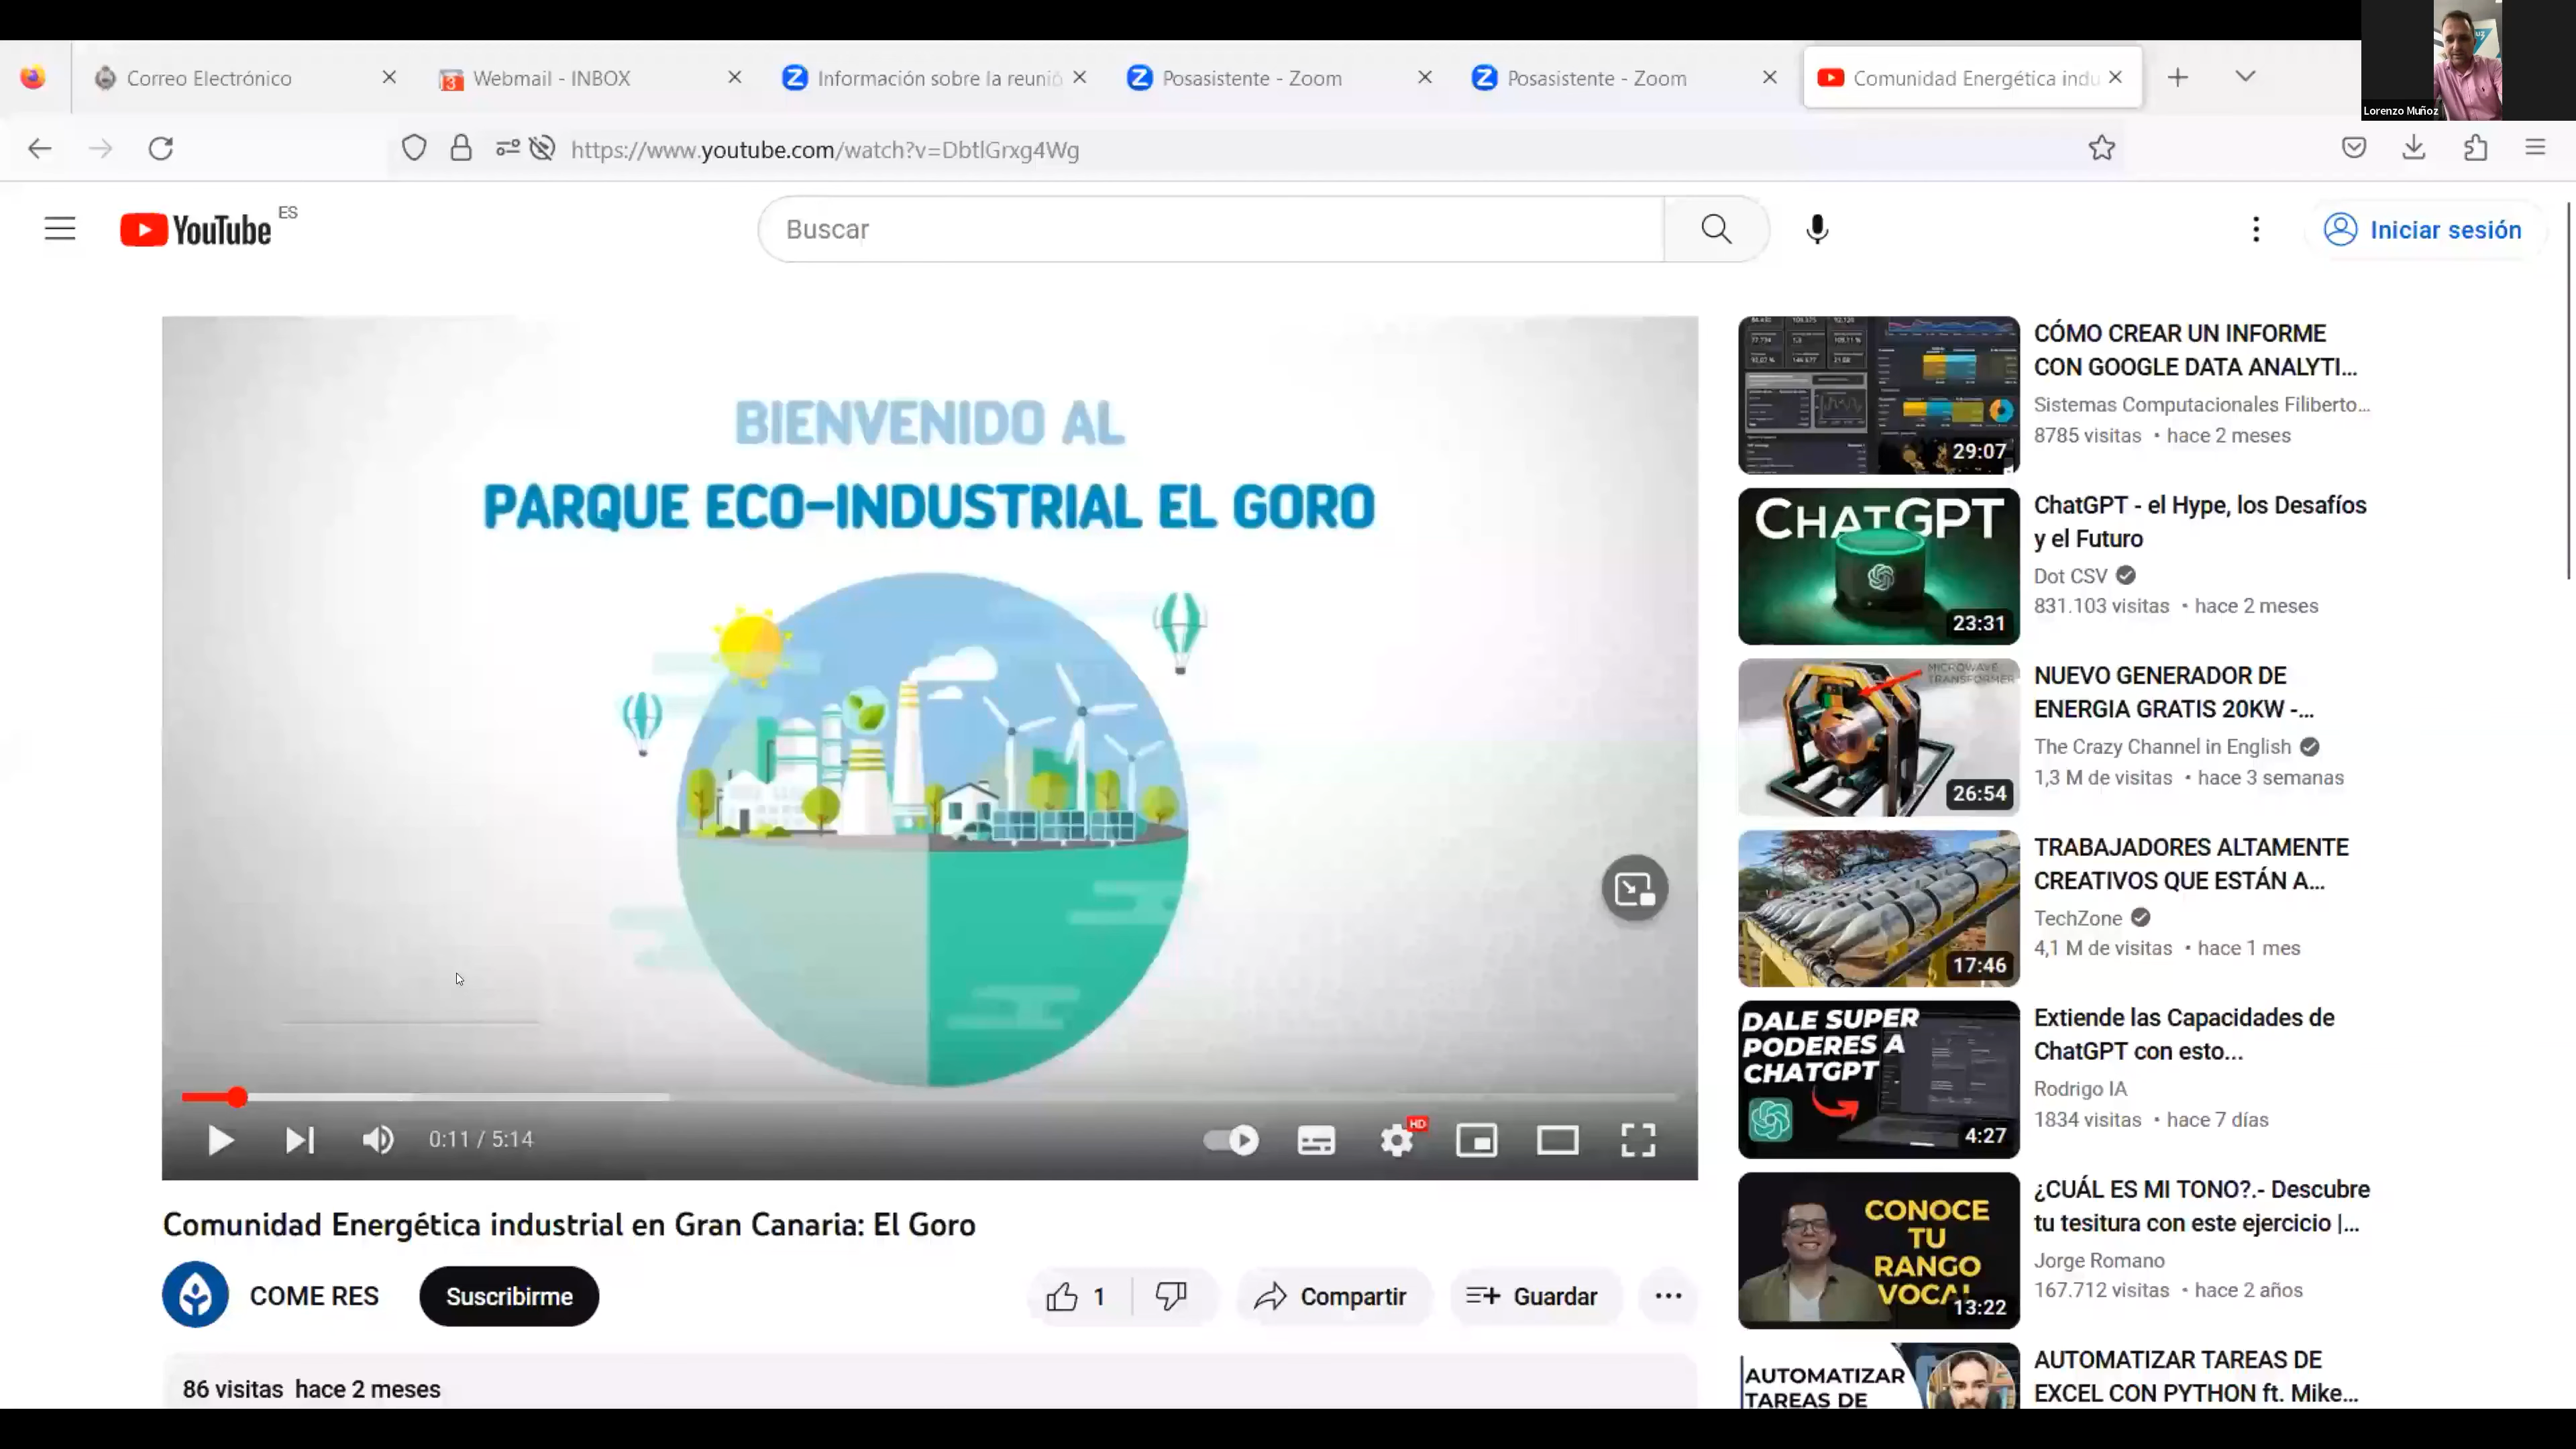 Correo Electrónico
Webmail - INBOX
Información sobre la reunió
Posasistente - Zoom
Posasistente - Zoom
Comunidad Energética indu
Lorenzo Muñoz
https://www.youtube.com/watch?v=DbtlGrxg4Wg
YouTube ES
Buscar
Iniciar sesión
BIENVENIDO AL
PARQUE ECO-INDUSTRIAL EL GORO
0:11 / 5:14
HD
Comunidad Energética industrial en Gran Canaria: El Goro
COME RES
Suscribirme
1
Compartir
Guardar
86 visitas hace 2 meses
29:07
CÓMO CREAR UN INFORME
CON GOOGLE DATA ANALYTI...
Sistemas Computacionales Filiberto...
8785 visitas • hace 2 meses
CHATGPT
23:31
ChatGPT - el Hype, los Desafíos
y el Futuro
Dot CSV
831.103 visitas • hace 2 meses
MICROWAVE
TRANSFORMER
26:54
NUEVO GENERADOR DE
ENERGIA GRATIS 20KW -...
The Crazy Channel in English
1,3 M de visitas • hace 3 semanas
17:46
TRABAJADORES ALTAMENTE
CREATIVOS QUE ESTÁN A...
TechZone
4,1 M de visitas • hace 1 mes
DALE SUPER
PODERES A
CHATGPT
4:27
Extiende las Capacidades de
ChatGPT con esto...
Rodrigo IA
1834 visitas • hace 7 días
CONOCE
TU
RANGO
VOCAL
13:22
¿CUÁL ES MI TONO?.- Descubre
tu tesitura con este ejercicio |...
Jorge Romano
167.712 visitas • hace 2 años
AUTOMATIZAR
TAREAS DE
AUTOMATIZAR TAREAS DE
EXCEL CON PYTHON ft. Mike...